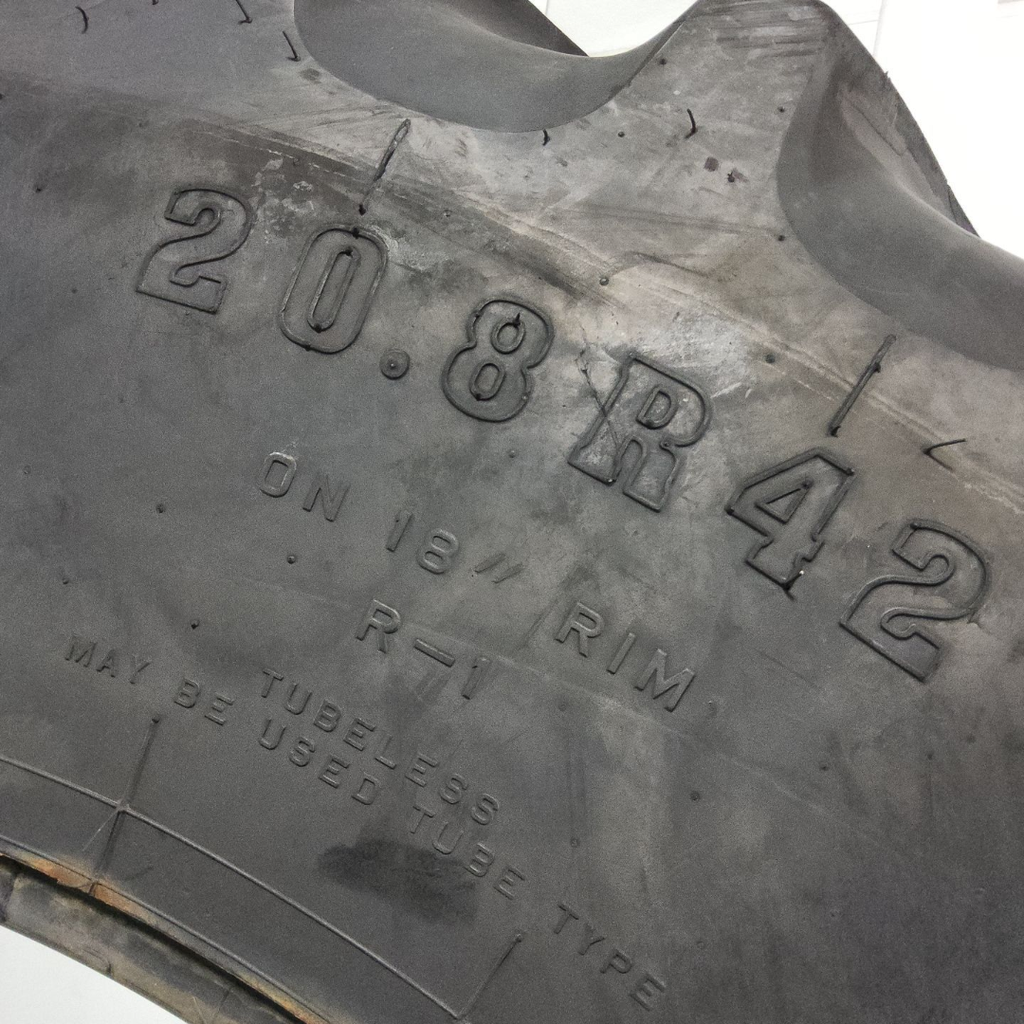 20.8R42
ON 18" RIM
R-1
TUBELESS
MAY BE USED TUBE TYPE